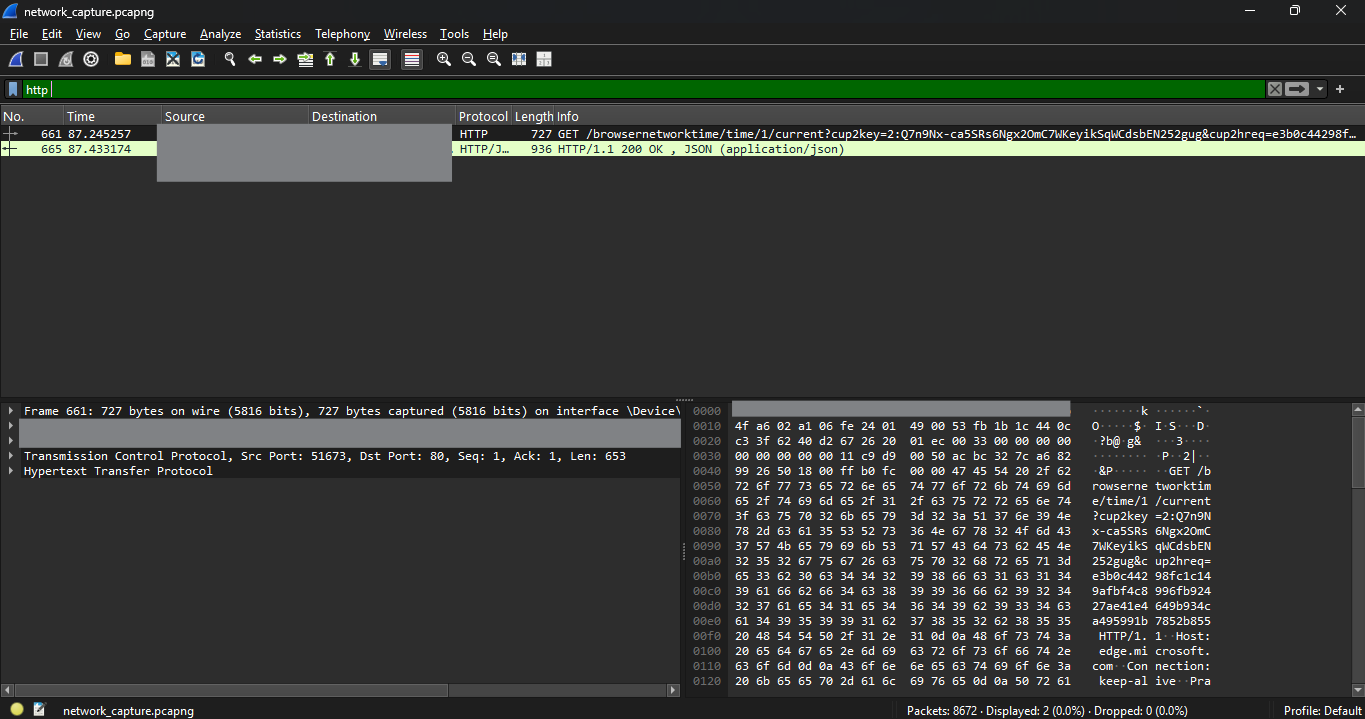 network_capture.pcapng
File Edit View Go Capture Analyze Statistics Telephony Wireless Tools Help
http
No. Time Source Destination Protocol Length Info
661 87.245257 HTTP 727 GET /browsernetworktime/time/1/current?cup2key=2:Q7n9Nx-ca5SRs6Ngx2OmC7WKeyikSqWCdsbEN252gug&cup2hreq=e3b0c44298f…
665 87.433174 HTTP/J… 936 HTTP/1.1 200 OK , JSON (application/json)
Frame 661: 727 bytes on wire (5816 bits), 727 bytes captured (5816 bits) on interface \Device\
Transmission Control Protocol, Src Port: 51673, Dst Port: 80, Seq: 1, Ack: 1, Len: 653
Hypertext Transfer Protocol
0000 ·······k ······`·
0010 4f a6 02 a1 06 fe 24 01 49 00 53 fb 1b 1c 44 0c O·····$· I·S···D·
0020 c3 3f 62 40 d2 67 26 20 01 ec 00 33 00 00 00 00 ·?b@·g& ···3····
0030 00 00 00 00 00 11 c9 d9 00 50 ac bc 32 7c a6 82 ········ ·P··2|··
0040 99 26 50 18 00 ff b0 fc 00 00 47 45 54 20 2f 62 ·&P····· ··GET /b
0050 72 6f 77 73 65 72 6e 65 74 77 6f 72 6b 74 69 6d rowserne tworktim
0060 65 2f 74 69 6d 65 2f 31 2f 63 75 72 72 65 6e 74 e/time/1 /current
0070 3f 63 75 70 32 6b 65 79 3d 32 3a 51 37 6e 39 4e ?cup2key =2:Q7n9N
0080 78 2d 63 61 35 53 52 73 36 4e 67 78 32 4f 6d 43 x-ca5SRs 6Ngx2OmC
0090 37 57 4b 65 79 69 6b 53 71 57 43 64 73 62 45 4e 7WKeyikS qWCdsbEN
00a0 32 35 32 67 75 67 26 63 75 70 32 68 72 65 71 3d 252gug&c up2hreq=
00b0 65 33 62 30 63 34 34 32 39 38 66 63 31 63 31 34 e3b0c442 98fc1c14
00c0 39 61 66 62 66 34 63 38 39 39 36 66 62 39 32 34 9afbf4c8 996fb924
00d0 32 37 61 65 34 31 65 34 36 34 39 62 39 33 34 63 27ae41e4 649b934c
00e0 61 34 39 35 39 39 31 62 37 38 35 32 62 38 35 35 a495991b 7852b855
00f0 20 48 54 54 50 2f 31 2e 31 0d 0a 48 6f 73 74 3a HTTP/1. 1··Host:
0100 20 65 64 67 65 2e 6d 69 63 72 6f 73 6f 66 74 2e edge.mi crosoft.
0110 63 6f 6d 0d 0a 43 6f 6e 6e 65 63 74 69 6f 6e 3a com··Con nection:
0120 20 6b 65 65 70 2d 61 6c 69 76 65 0d 0a 50 72 61 keep-al ive··Pra
network_capture.pcapng Packets: 8672 · Displayed: 2 (0.0%) · Dropped: 0 (0.0%) Profile: Default